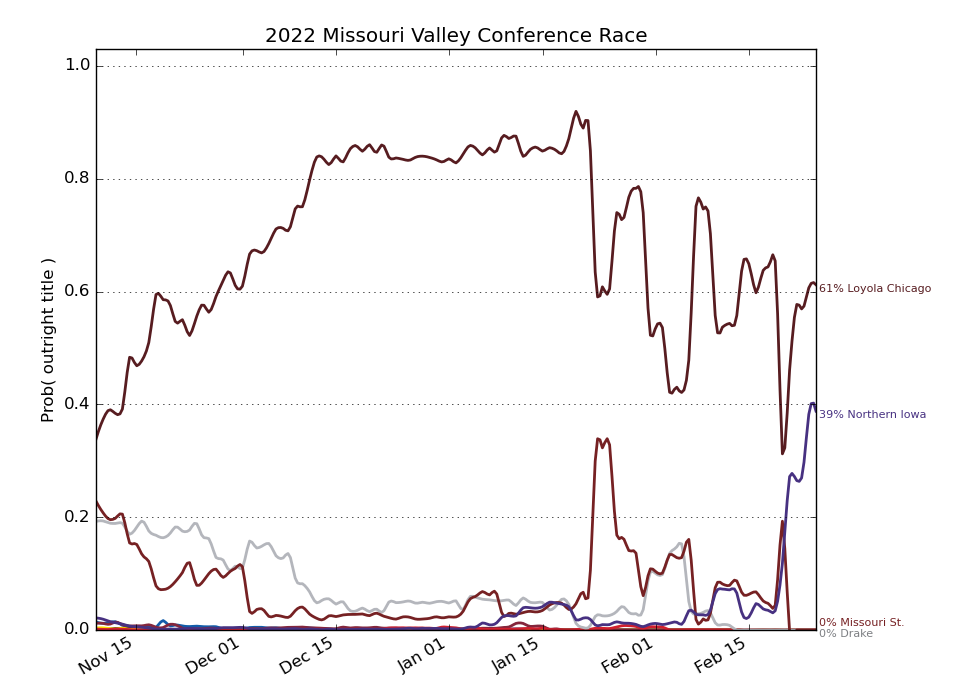 2022 Missouri Valley Conference Race
Prob( outright title )
1.0
0.8
0.6
0.4
0.2
0.0
61% Loyola Chicago
39% Northern Iowa
0% Missouri St.
0% Drake
Nov 15
Dec 01
Dec 15
Jan 01
Jan 15
Feb 01
Feb 15